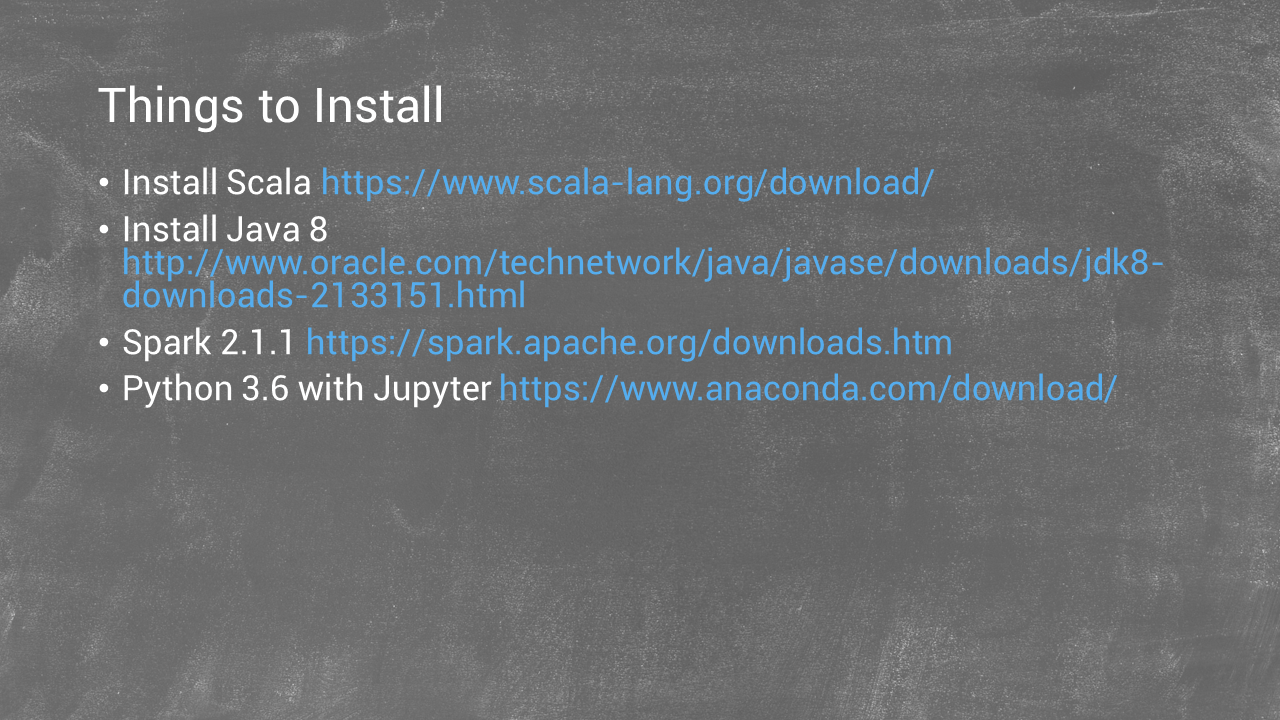 Things to Install
• Install Scala https://www.scala-lang.org/download/
• Install Java 8
http://www.oracle.com/technetwork/java/javase/downloads/jdk8-
downloads-2133151.html
• Spark 2.1.1 https://spark.apache.org/downloads.htm
• Python 3.6 with Jupyter https://www.anaconda.com/download/